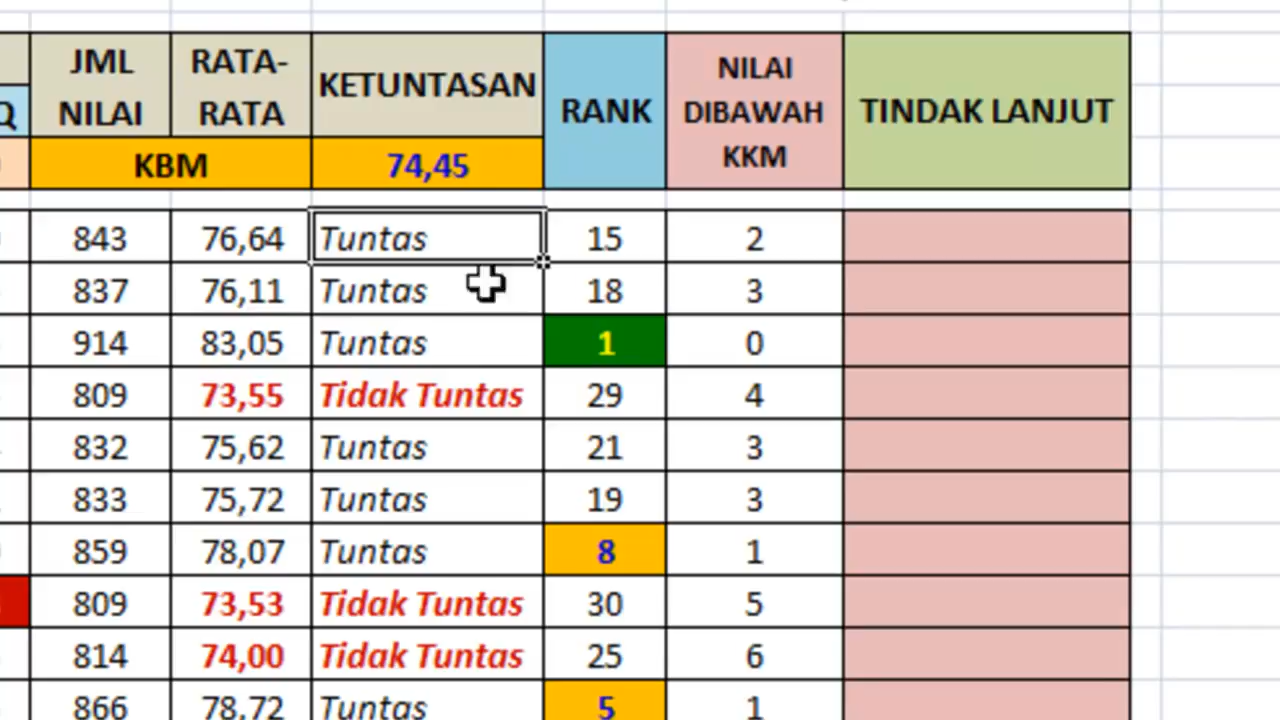 JML NILAI RATA-RATA KETUNTASAN RANK NILAI DIBAWAH KKM TINDAK LANJUT
Q
KBM 74,45
843 76,64 Tuntas 15 2
837 76,11 Tuntas 18 3
914 83,05 Tuntas 1 0
809 73,55 Tidak Tuntas 29 4
832 75,62 Tuntas 21 3
833 75,72 Tuntas 19 3
859 78,07 Tuntas 8 1
809 73,53 Tidak Tuntas 30 5
814 74,00 Tidak Tuntas 25 6
866 78,72 Tuntas 5 1